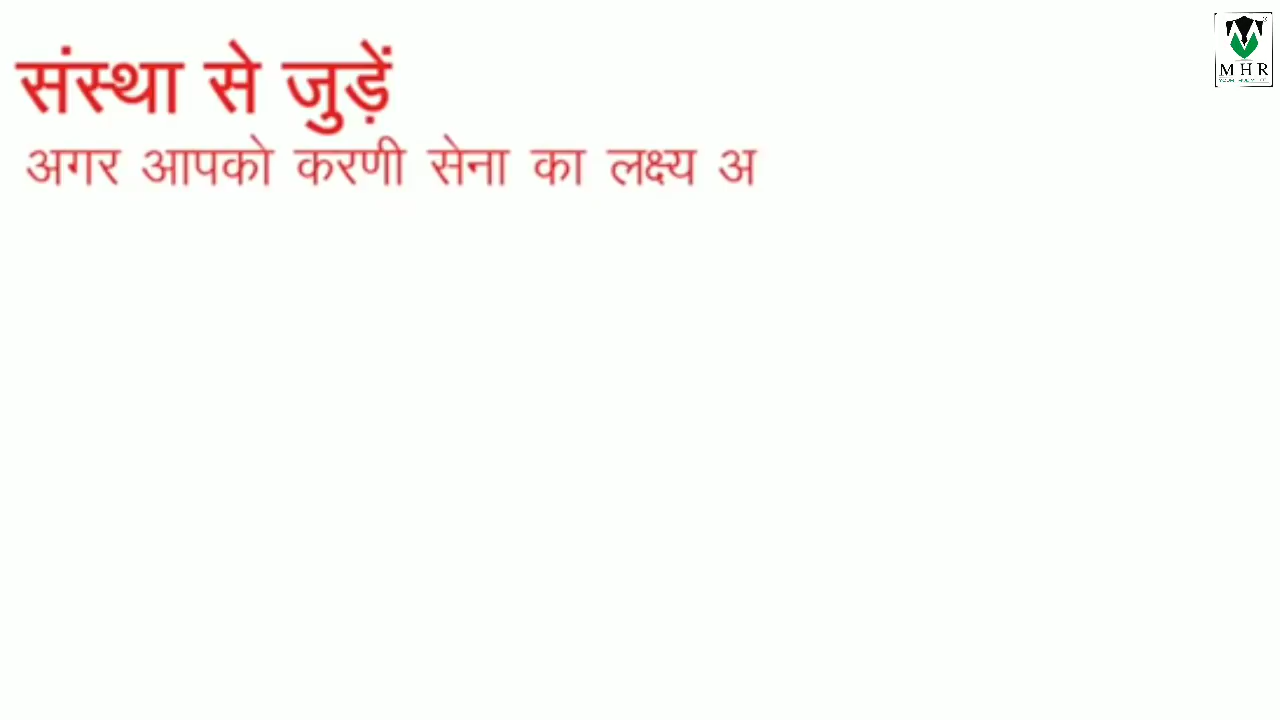 संस्था से जुड़ें
अगर आपको करणी सेना का लक्ष्य अ
MHR